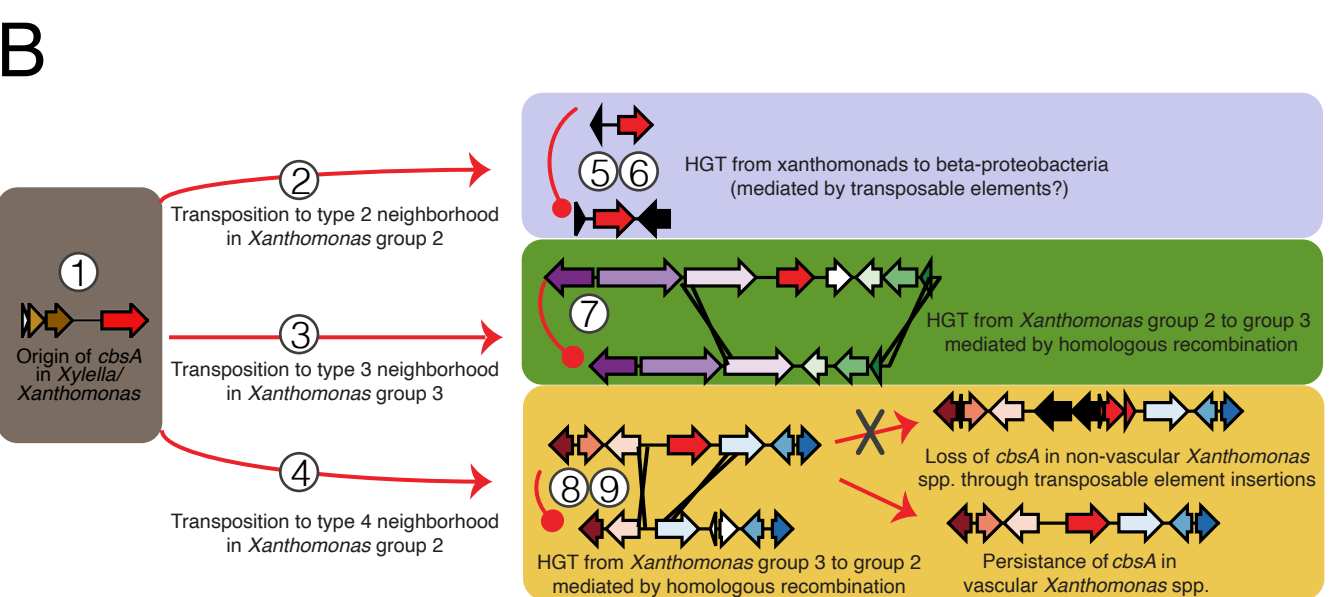 B
1
Origin of cbsA
in Xylella/
Xanthomonas
2
Transposition to type 2 neighborhood
in Xanthomonas group 2
3
Transposition to type 3 neighborhood
in Xanthomonas group 3
4
Transposition to type 4 neighborhood
in Xanthomonas group 2
5 6
HGT from xanthomonads to beta-proteobacteria
(mediated by transposable elements?)
7
HGT from Xanthomonas group 2 to group 3
mediated by homologous recombination
8 9
HGT from Xanthomonas group 3 to group 2
mediated by homologous recombination
Loss of cbsA in non-vascular Xanthomonas
spp. through transposable element insertions
Persistance of cbsA in
vascular Xanthomonas spp.